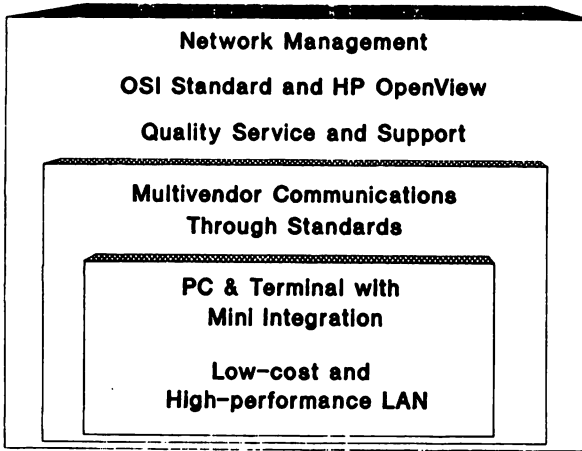 Network Management
OSI Standard and HP OpenView
Quality Service and Support
Multivendor Communications
Through Standards
PC & Terminal with
Mini Integration
Low-cost and
High-performance LAN